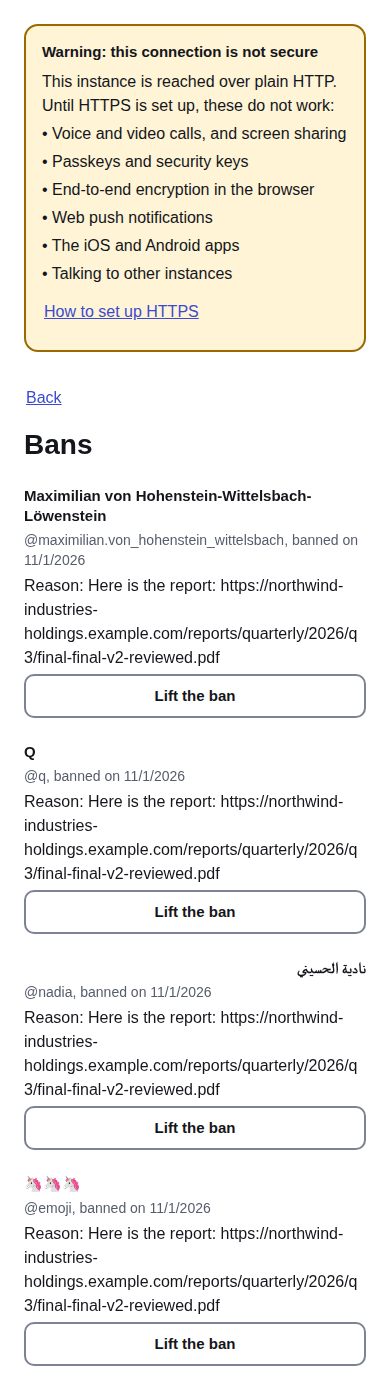 Warning: this connection is not secure
This instance is reached over plain HTTP.
Until HTTPS is set up, these do not work:
• Voice and video calls, and screen sharing
• Passkeys and security keys
• End-to-end encryption in the browser
• Web push notifications
• The iOS and Android apps
• Talking to other instances
How to set up HTTPS
Back
Bans
Maximilian von Hohenstein-Wittelsbach-
Löwenstein
@maximilian.von_hohenstein_wittelsbach, banned on
11/1/2026
Reason: Here is the report: https://northwind-
industries-
holdings.example.com/reports/quarterly/2026/q
3/final-final-v2-reviewed.pdf
Lift the ban
Q
@q, banned on 11/1/2026
Reason: Here is the report: https://northwind-
industries-
holdings.example.com/reports/quarterly/2026/q
3/final-final-v2-reviewed.pdf
Lift the ban
نادية الحسيني
@nadia, banned on 11/1/2026
Reason: Here is the report: https://northwind-
industries-
holdings.example.com/reports/quarterly/2026/q
3/final-final-v2-reviewed.pdf
Lift the ban
🦄🦄🦄
@emoji, banned on 11/1/2026
Reason: Here is the report: https://northwind-
industries-
holdings.example.com/reports/quarterly/2026/q
3/final-final-v2-reviewed.pdf
Lift the ban